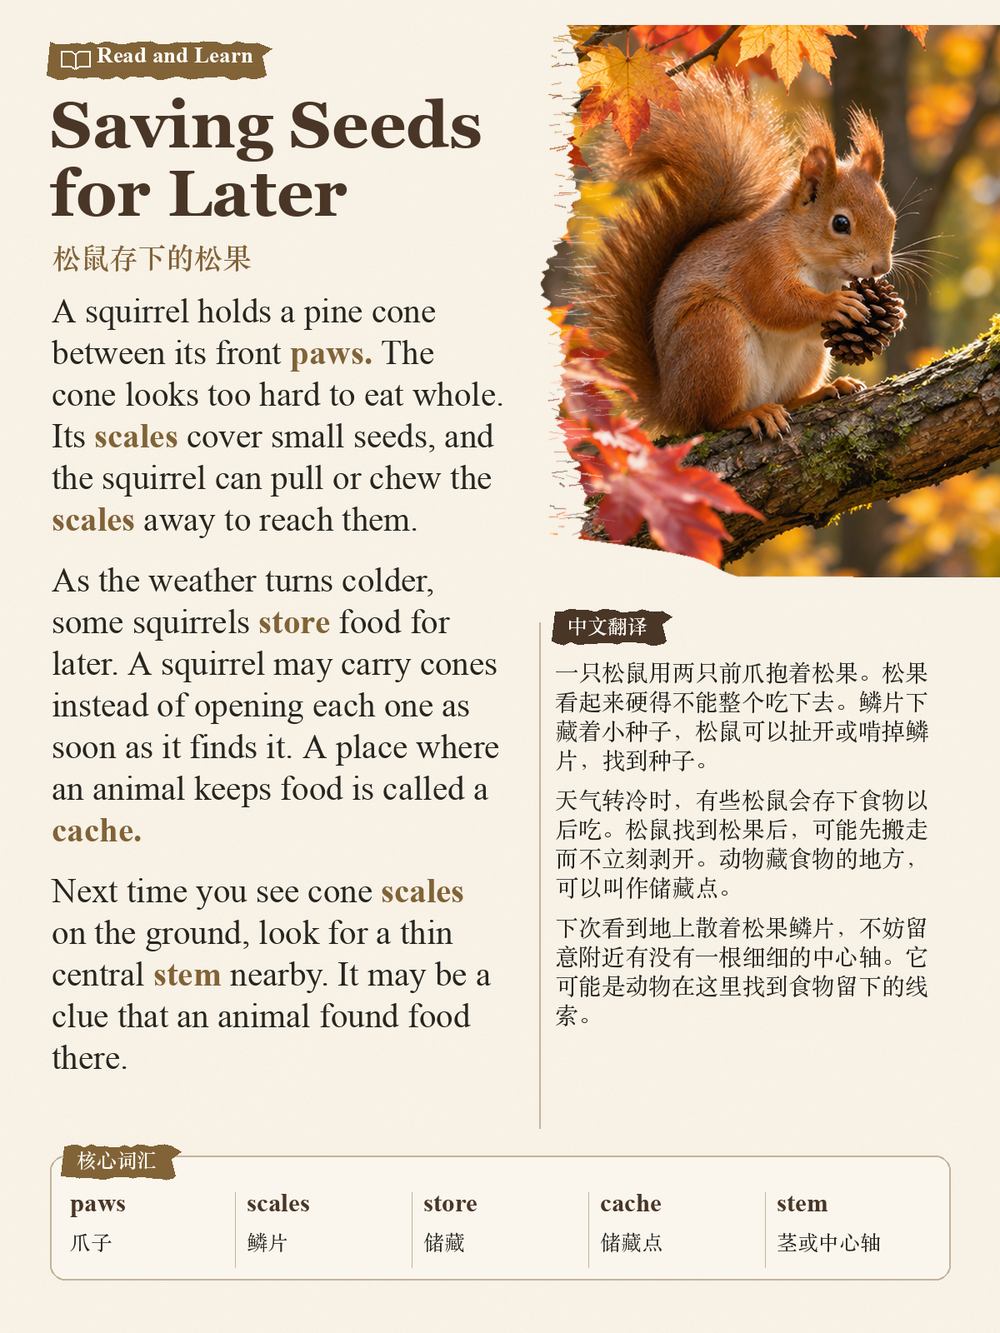 Read and Learn
Saving Seeds
for Later
松鼠存下的松果
A squirrel holds a pine cone
between its front paws. The
cone looks too hard to eat whole.
Its scales cover small seeds, and
the squirrel can pull or chew the
scales away to reach them.
As the weather turns colder,
some squirrels store food for
later. A squirrel may carry cones
instead of opening each one as
soon as it finds it. A place where
an animal keeps food is called a
cache.
Next time you see cone scales
on the ground, look for a thin
central stem nearby. It may be a
clue that an animal found food
there.
中文翻译
一只松鼠用两只前爪抱着松果。松果
看起来硬得不能整个吃下去。鳞片下
藏着小种子，松鼠可以扯开或啃掉鳞
片，找到种子。
天气转冷时，有些松鼠会存下食物以
后吃。松鼠找到松果后，可能先搬走
而不立刻剥开。动物藏食物的地方，
可以叫作储藏点。
下次看到地上散着松果鳞片，不妨留
意附近有没有一根细细的中心轴。它
可能是动物在这里找到食物留下的线
索。
核心词汇
paws
爪子
scales
鳞片
store
储藏
cache
储藏点
stem
茎或中心轴